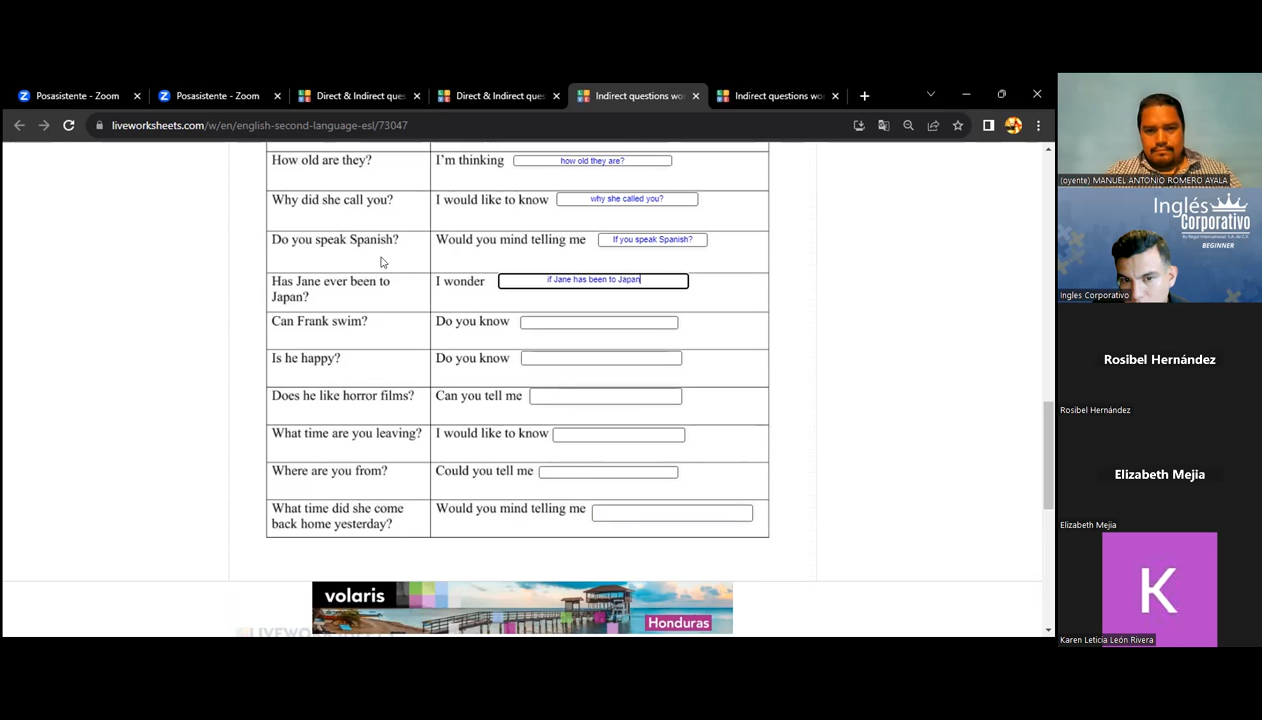 Posasistente - Zoom
Posasistente - Zoom
Direct & Indirect ques
Direct & Indirect ques
Indirect questions wo
Indirect questions wo
liveworksheets.com/w/en/english-second-language-esl/73047
How old are they?
I'm thinking
how old they are?
Why did she call you?
I would like to know
why she called you?
Do you speak Spanish?
Would you mind telling me
If you speak Spanish?
Has Jane ever been to
Japan?
I wonder
if Jane has been to Japan
Can Frank swim?
Do you know
Is he happy?
Do you know
Does he like horror films?
Can you tell me
What time are you leaving?
I would like to know
Where are you from?
Could you tell me
What time did she come
back home yesterday?
Would you mind telling me
volaris
Honduras
(oyente) MANUEL ANTONIO ROMERO AYALA
Inglés
Corporativo
BEGINNER
Ingles Corporativo
Rosibel Hernández
Rosibel Hernández
Elizabeth Mejia
Elizabeth Mejia
K
Karen Leticia León Rivera